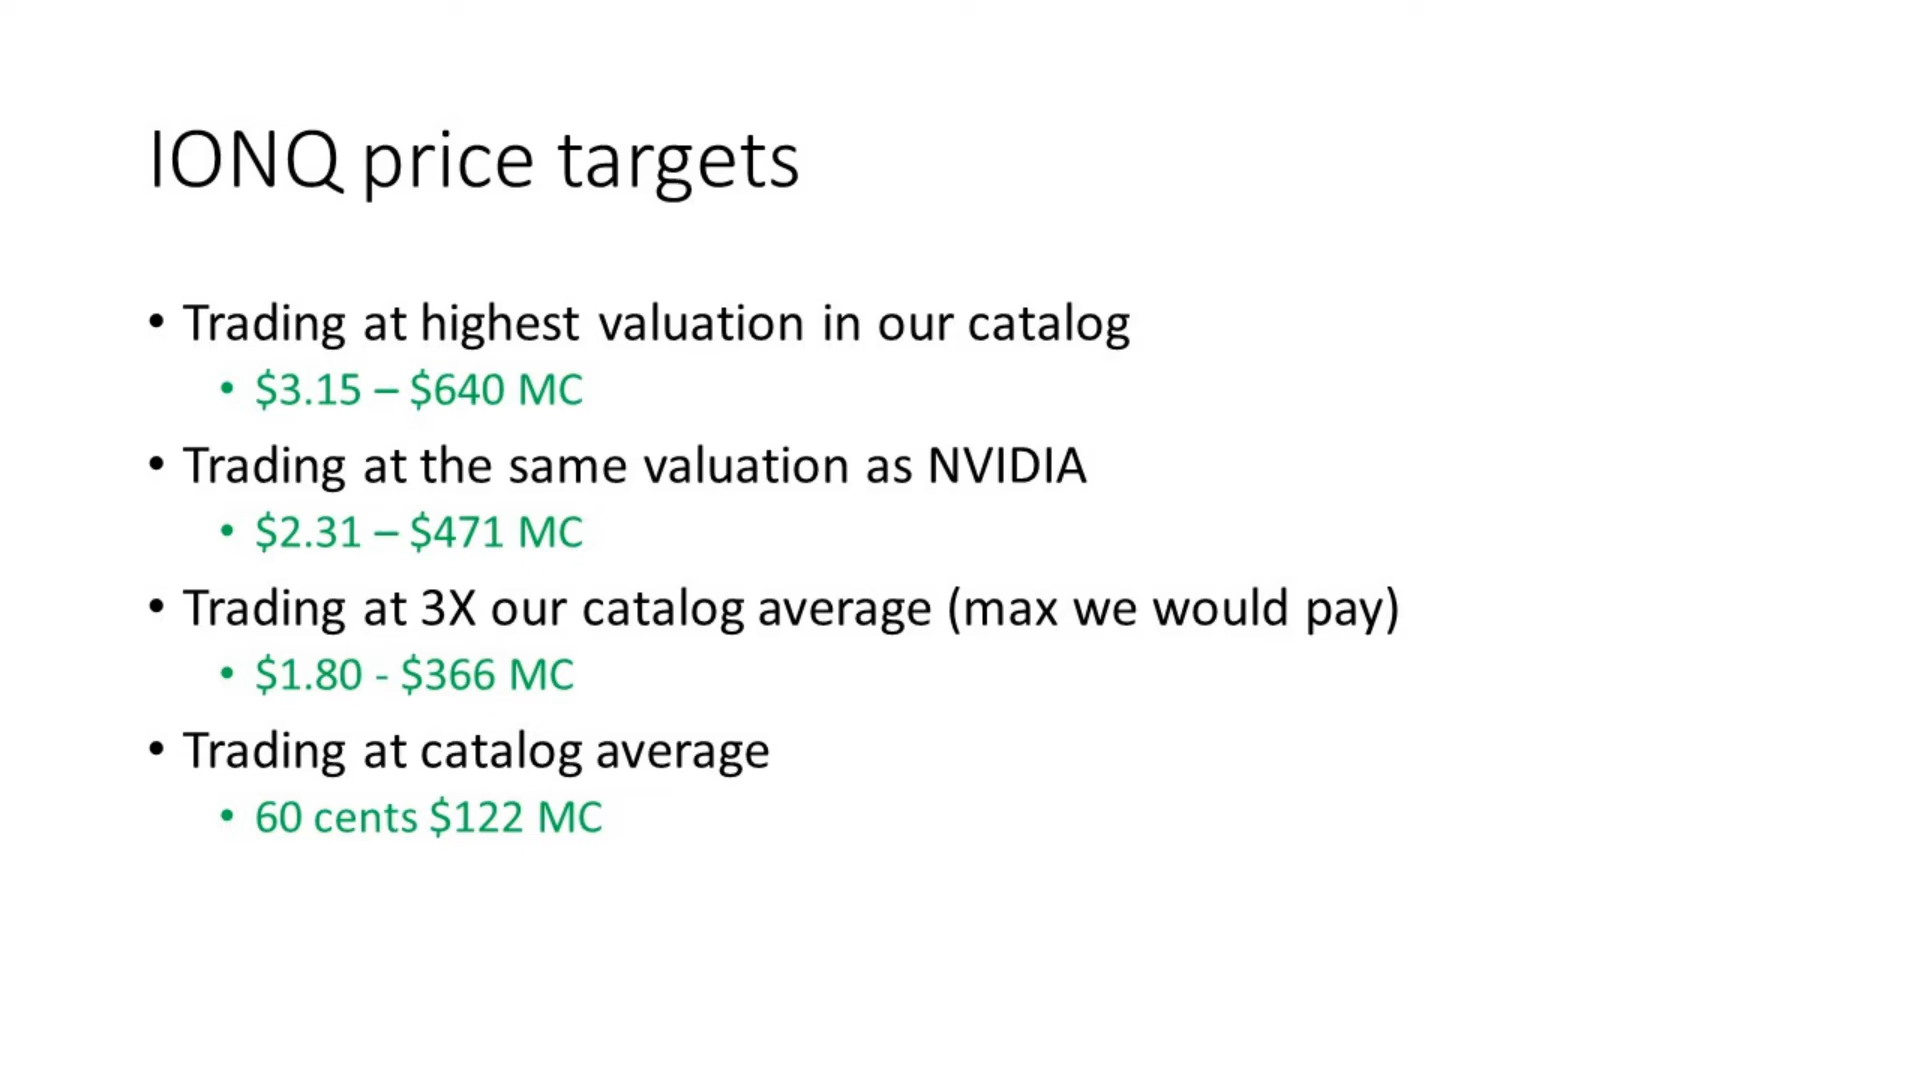 IONQ price targets
• Trading at highest valuation in our catalog
• $3.15 – $640 MC
• Trading at the same valuation as NVIDIA
• $2.31 – $471 MC
• Trading at 3X our catalog average (max we would pay)
• $1.80 - $366 MC
• Trading at catalog average
• 60 cents $122 MC